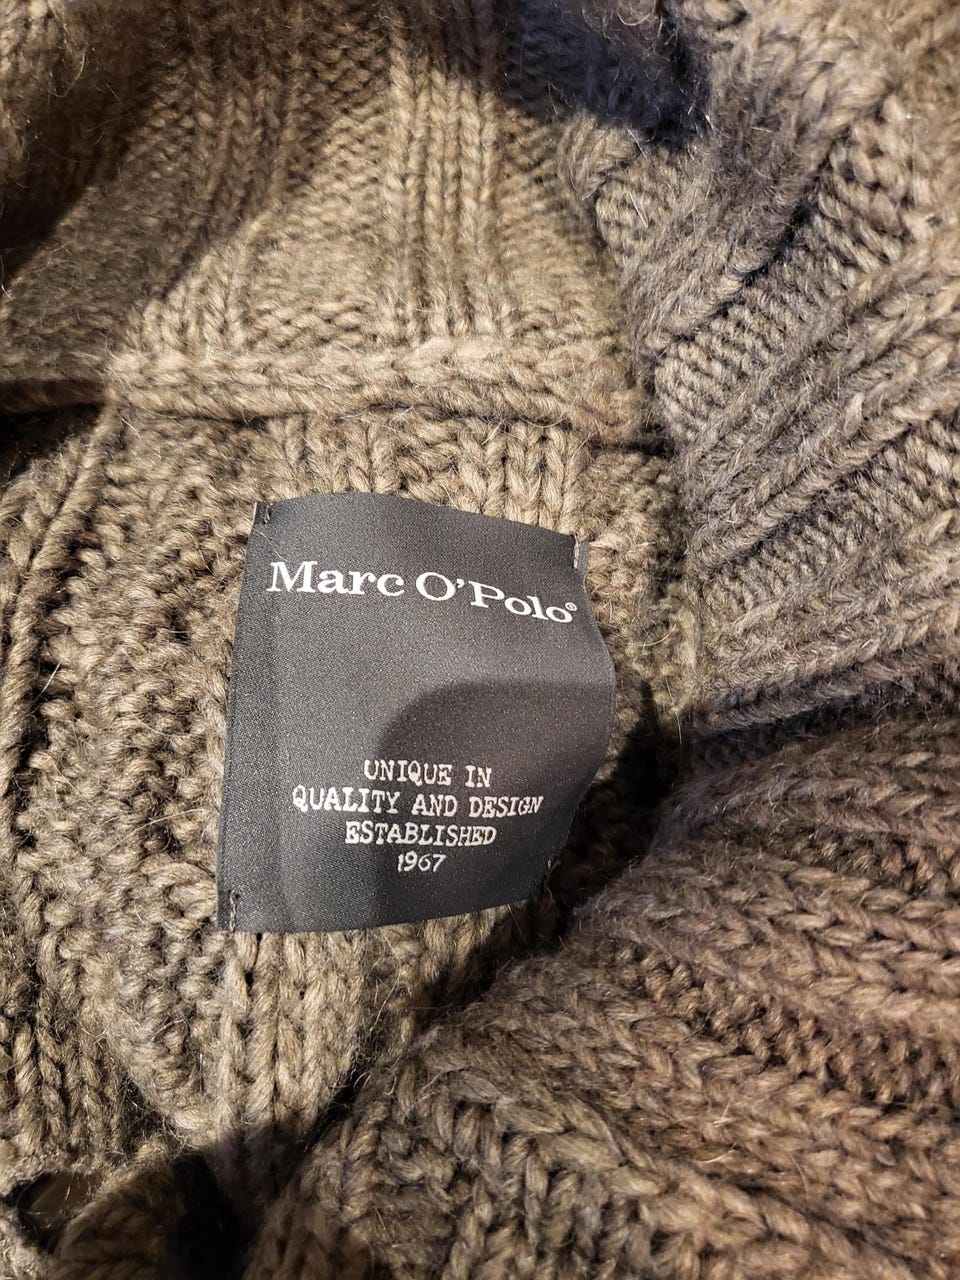 Marc O'Polo®
UNIQUE IN
QUALITY AND DESIGN
ESTABLISHED
1967